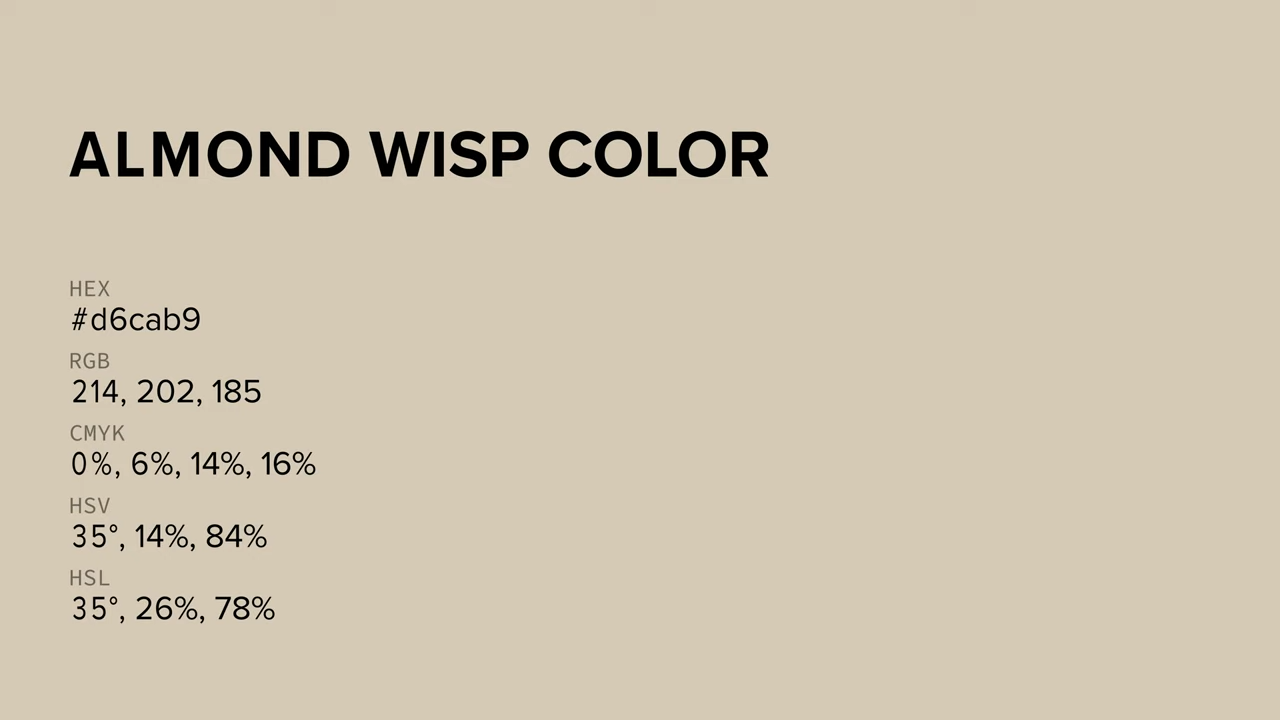 ALMOND WISP COLOR
HEX
#d6cab9
RGB
214, 202, 185
CMYK
0%, 6%, 14%, 16%
HSV
35°, 14%, 84%
HSL
35°, 26%, 78%